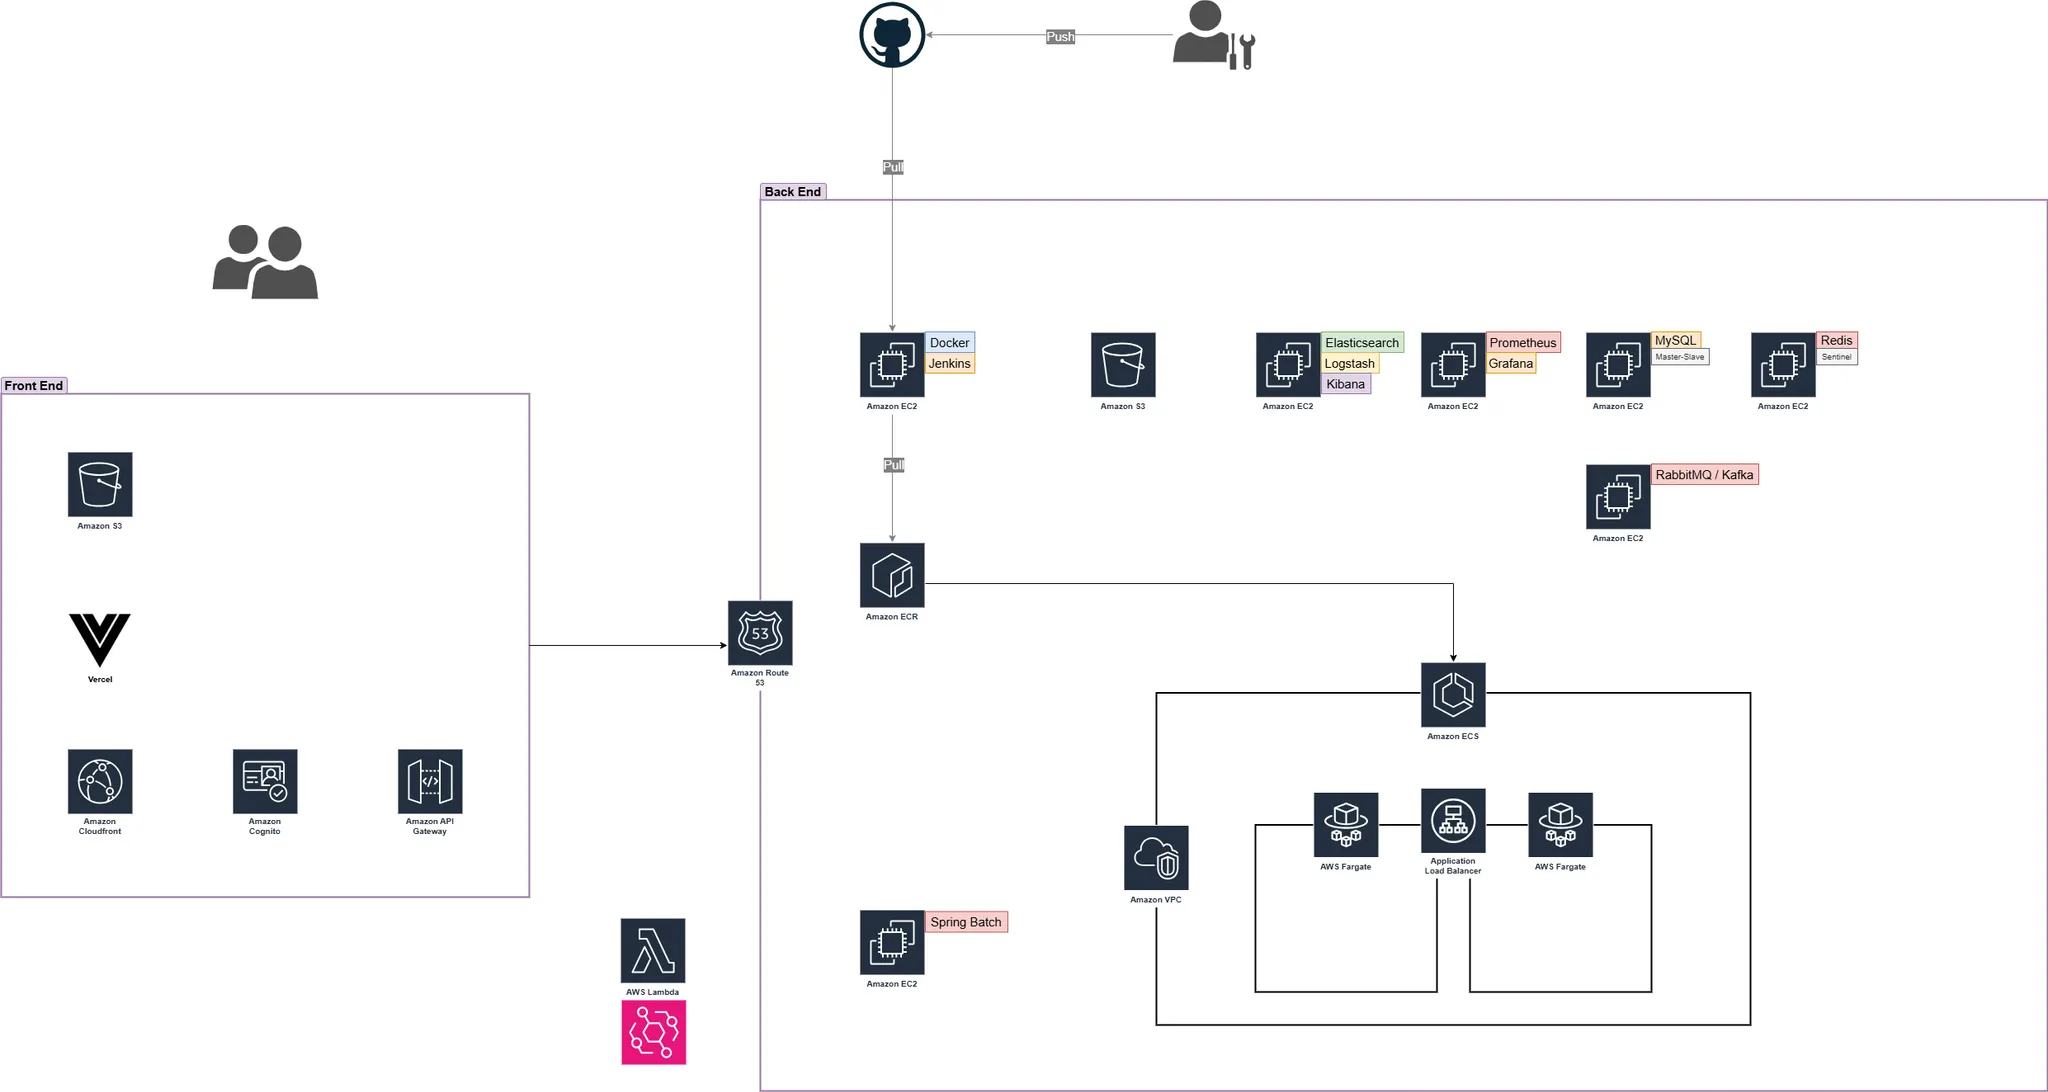 Push
Pull
Back End
Docker
Jenkins
Amazon EC2
Amazon S3
Elasticsearch
Logstash
Kibana
Amazon EC2
Prometheus
Grafana
Amazon EC2
MySQL
Master-Slave
Amazon EC2
Redis
Sentinel
Amazon EC2
Front End
Amazon S3
Vercel
Amazon
Cloudfront
Amazon
Cognito
Amazon API
Gateway
Pull
RabbitMQ / Kafka
Amazon EC2
Amazon ECR
53
Amazon Route
53
Amazon ECS
AWS Fargate
Application
Load Balancer
AWS Fargate
Amazon VPC
Spring Batch
Amazon EC2
AWS Lambda